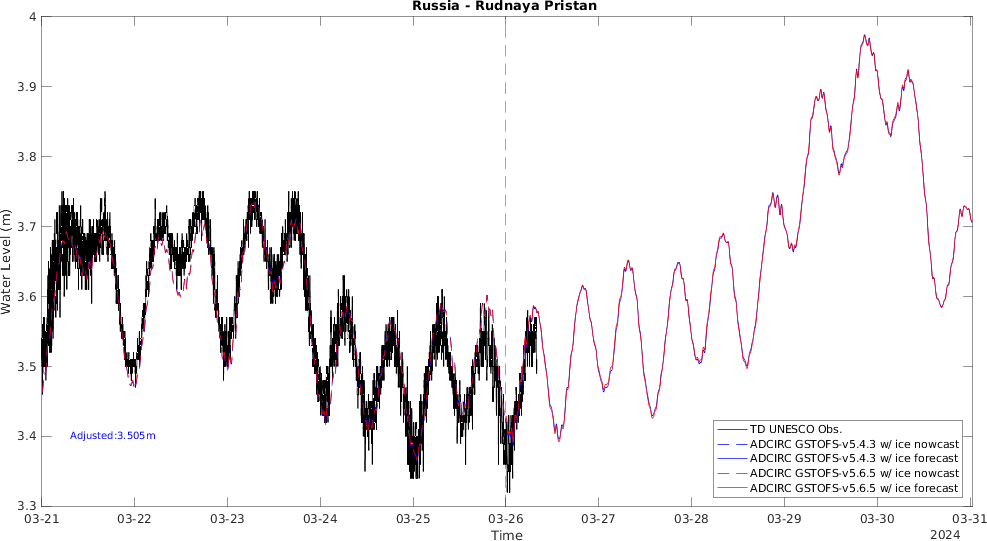 Russia - Rudnaya Pristan
4
3.9
3.8
3.7
3.6
3.5
3.4
3.3
Water Level (m)
Adjusted:3.505m
TD UNESCO Obs.
ADCIRC GSTOFS-v5.4.3 w/ ice nowcast
ADCIRC GSTOFS-v5.4.3 w/ ice forecast
ADCIRC GSTOFS-v5.6.5 w/ ice nowcast
ADCIRC GSTOFS-v5.6.5 w/ ice forecast
03-21 03-22 03-23 03-24 03-25 03-26 03-27 03-28 03-29 03-30 03-31
Time
2024